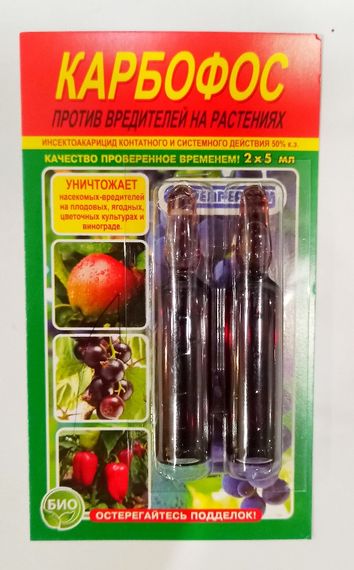 КАРБОФОС
ПРОТИВ ВРЕДИТЕЛЕЙ НА РАСТЕНИЯХ
ИНСЕКТОАКАРИЦИД КОНТАТНОГО И СИСТЕМНОГО ДЕЙСТВИЯ 50% к.э.
КАЧЕСТВО ПРОВЕРЕННОЕ ВРЕМЕНЕМ! 2 x 5 мл
УНИЧТОЖАЕТ
насекомых-вредителей
на плодовых, ягодных,
цветочных культурах и
винограде.
БИО
ОСТЕРЕГАЙТЕСЬ ПОДДЕЛОК!